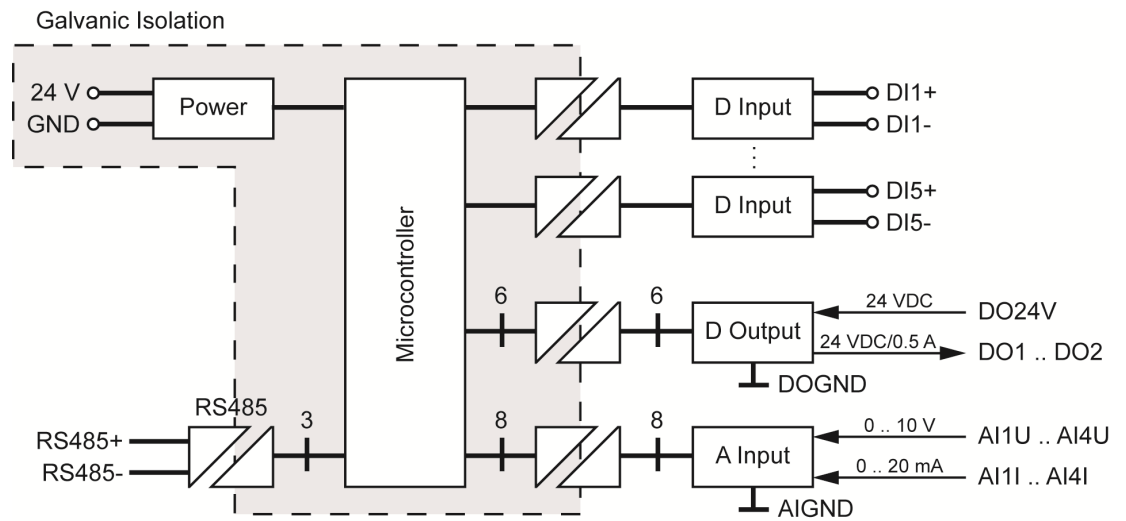 Galvanic Isolation
24 V
GND
Power
D Input
DI1+
DI1-
D Input
DI5+
DI5-
Microcontroller
6
6
D Output
24 VDC
DO24V
24 VDC/0.5 A
DO1 .. DO2
DOGND
RS485
RS485+
RS485-
3
8
8
A Input
0 .. 10 V
AI1U .. AI4U
0 .. 20 mA
AI1I .. AI4I
AIGND